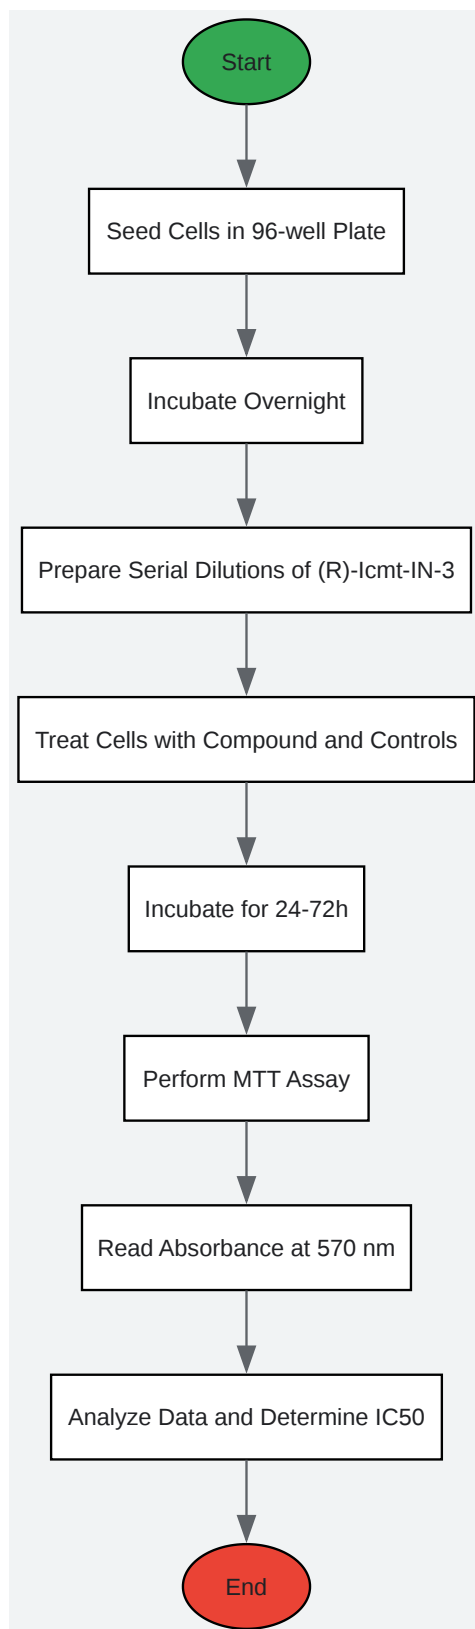 Start
Seed Cells in 96-well Plate
Incubate Overnight
Prepare Serial Dilutions of (R)-Icmt-IN-3
Treat Cells with Compound and Controls
Incubate for 24-72h
Perform MTT Assay
Read Absorbance at 570 nm
Analyze Data and Determine IC50
End